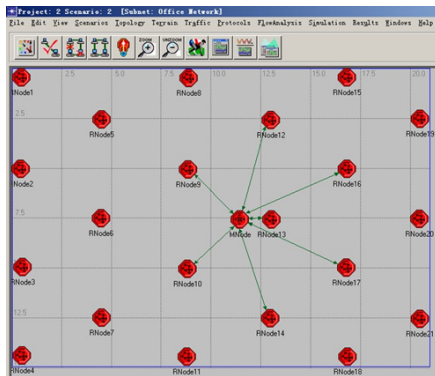 Project: 2 Scenario: 2 [Subnet: Office Network]
File Edit View Scenarios Topology Terrain Traffic Protocols FlowAnalysis Simulation Results Windows Help
ZOOM UNZOOM
2.5 5.0 7.5 10.0 12.5 15.0 17.5 20.0
RNode1 RNode8 RNode15
2.5
RNode5 RNode12 RNode19
RNode2 RNode9 RNode16
7.5
RNode6 MNode RNode13 RNode20
RNode3 RNode10 RNode17
12.5
RNode7 RNode14 RNode21
RNode4 RNode11 RNode18